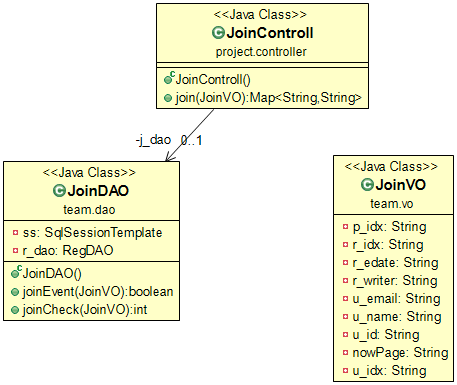 <<Java Class>>
JoinControll
project.controller
JoinControll()
join(JoinVO):Map<String,String>
-j_dao 0..1
<<Java Class>>
JoinDAO
team.dao
ss: SqlSessionTemplate
r_dao: RegDAO
JoinDAO()
joinEvent(JoinVO):boolean
joinCheck(JoinVO):int
<<Java Class>>
JoinVO
team.vo
p_idx: String
r_idx: String
r_edate: String
r_writer: String
u_email: String
u_name: String
u_id: String
nowPage: String
u_idx: String